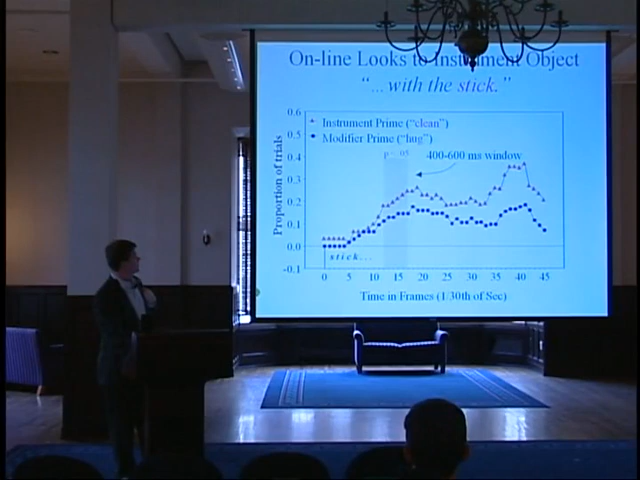 On-line Looks to Instrument Object
"... with the stick."
Instrument Prime ("clean")
Modifier Prime ("hug")
p < .05
400-600 ms window
Proportion of trials
0.6
0.5
0.4
0.3
0.2
0.1
0.0
-0.1
stick...
0 5 10 15 20 25 30 35 40 45
Time in Frames (1/30th of Sec)